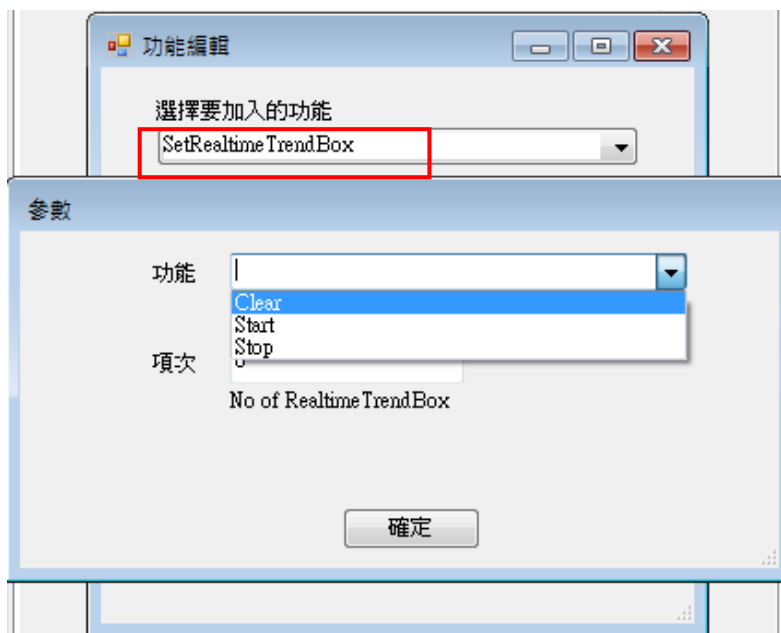 功能編輯
選擇要加入的功能
SetRealtimeTrendBox
參數
功能
Clear
Start
Stop
項次
No of RealtimeTrendBox
確定